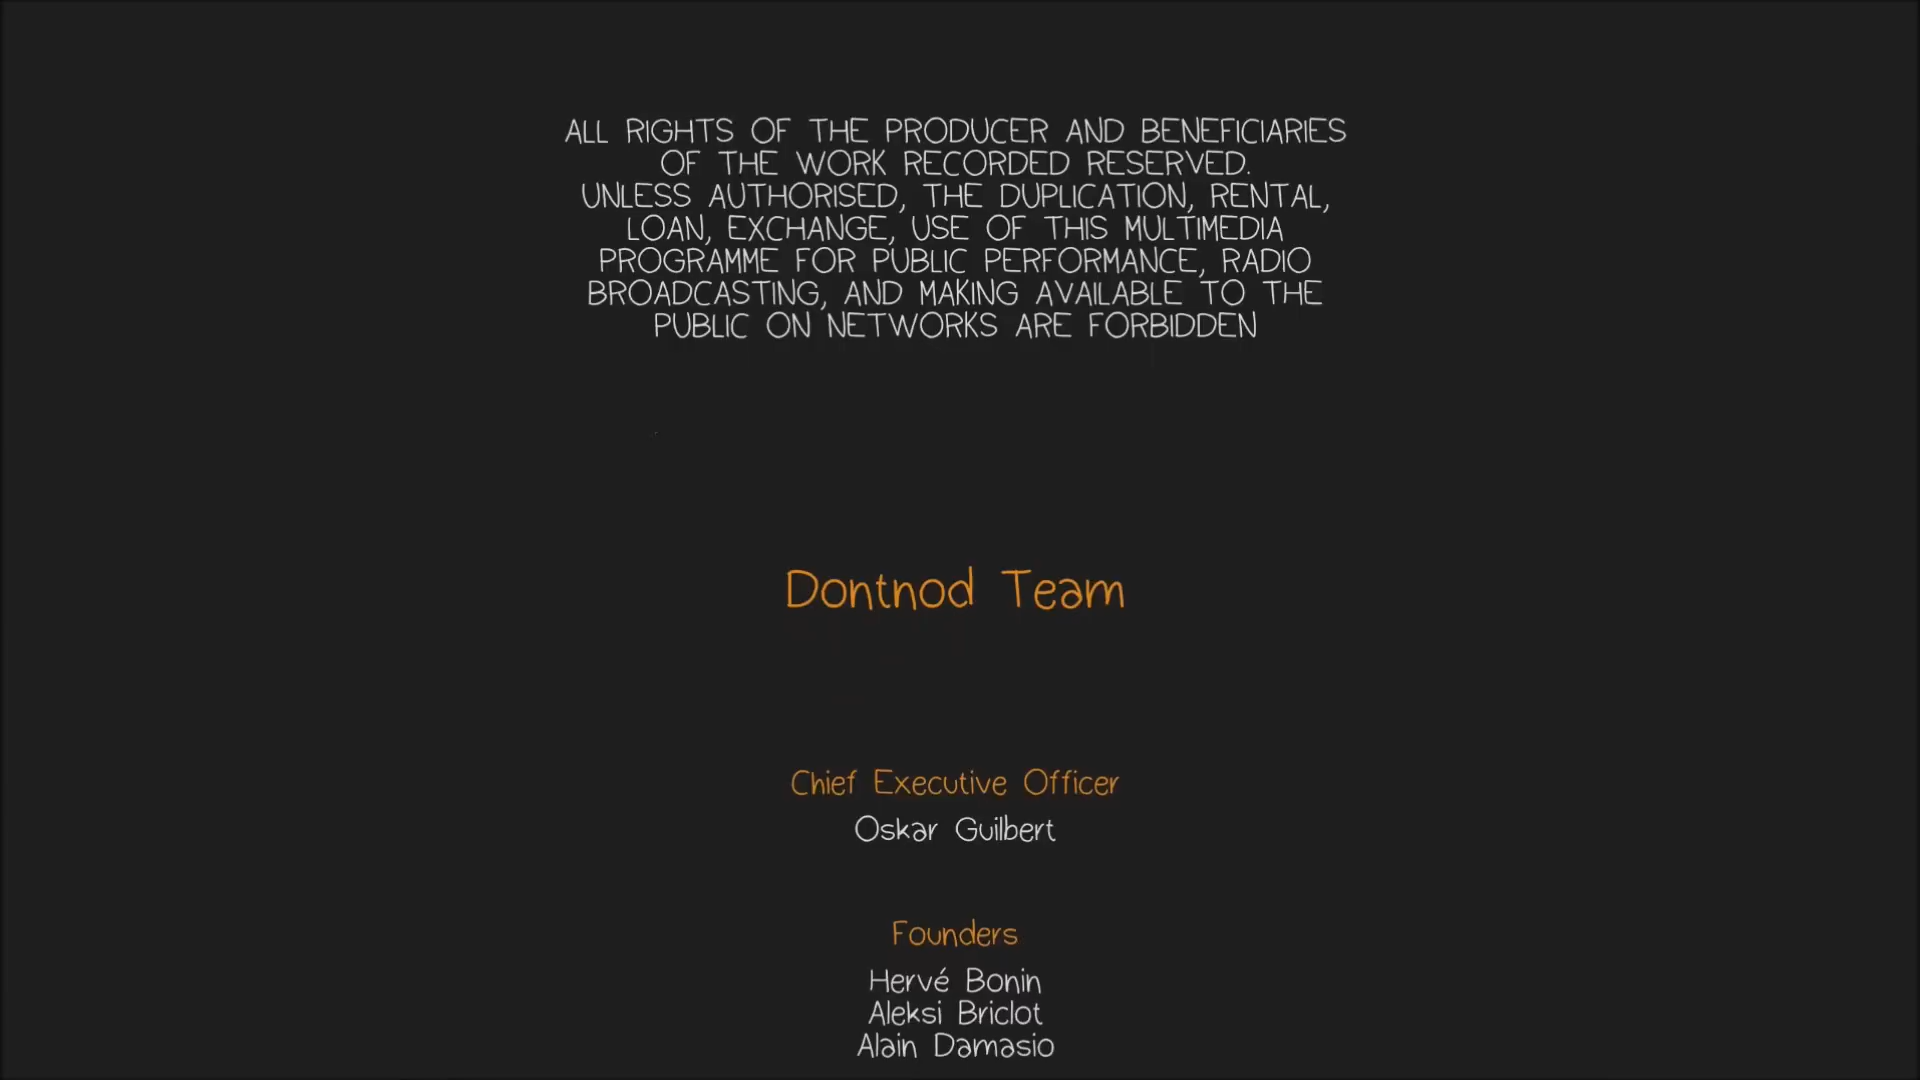 ALL RIGHTS OF THE PRODUCER AND BENEFICIARIES
OF THE WORK RECORDED RESERVED.
UNLESS AUTHORISED, THE DUPLICATION, RENTAL,
LOAN, EXCHANGE, USE OF THIS MULTIMEDIA
PROGRAMME FOR PUBLIC PERFORMANCE, RADIO
BROADCASTING, AND MAKING AVAILABLE TO THE
PUBLIC ON NETWORKS ARE FORBIDDEN
Dontnod Team
Chief Executive Officer
Oskar Guilbert
Founders
Hervé Bonin
Aleksi Briclot
Alain Damasio